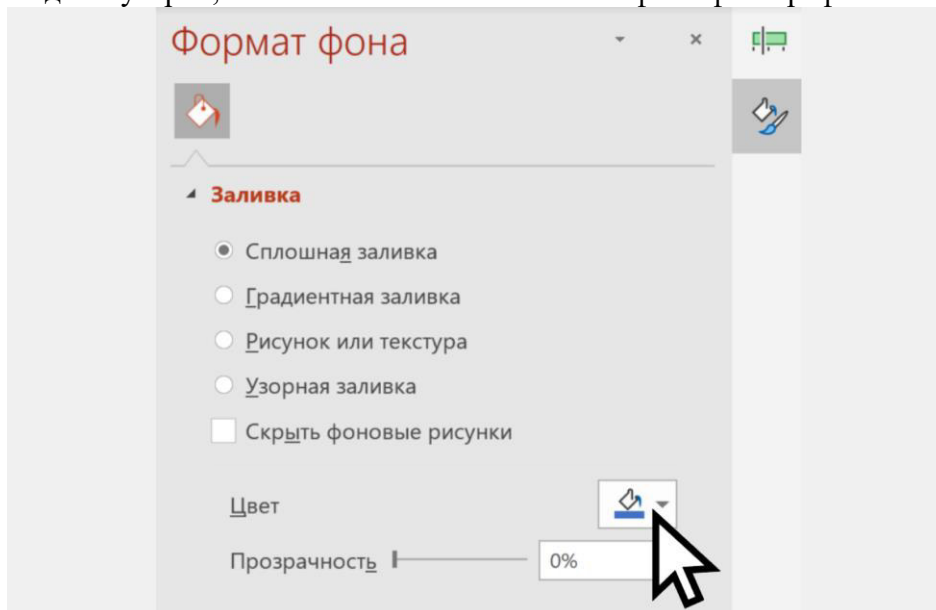 Формат фона
Заливка
Сплошная заливка
Градиентная заливка
Рисунок или текстура
Узорная заливка
Скрыть фоновые рисунки
Цвет
Прозрачность 0%